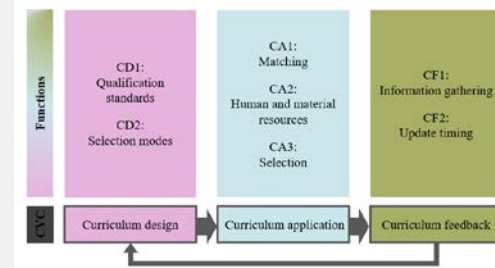 Functions
CD1:
Qualification
standards
CD2:
Selection modes
CA1:
Matching
CA2:
Human and material
resources
CA3:
Selection
CF1:
Information gathering
CF2:
Update timing
CVC
Curriculum design
Curriculum application
Curriculum feedback